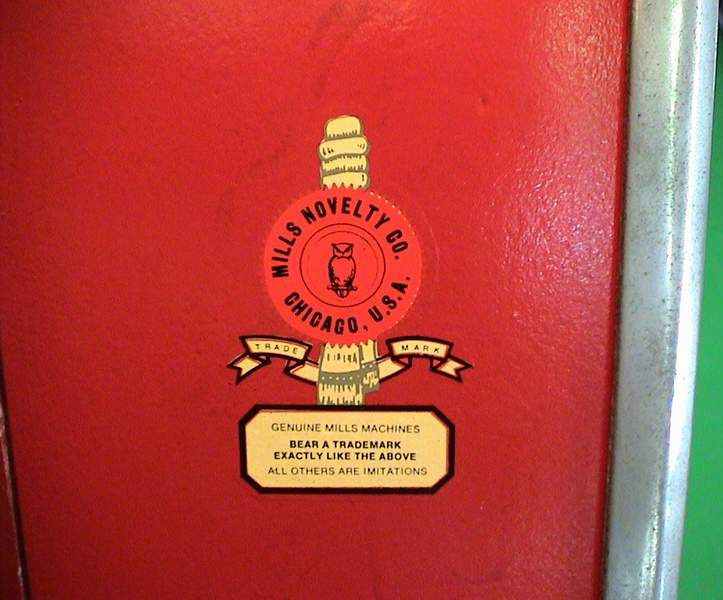 MILLS NOVELTY CO.
CHICAGO, U.S.A.
TRADE MARK
GENUINE MILLS MACHINES
BEAR A TRADEMARK
EXACTLY LIKE THE ABOVE
ALL OTHERS ARE IMITATIONS